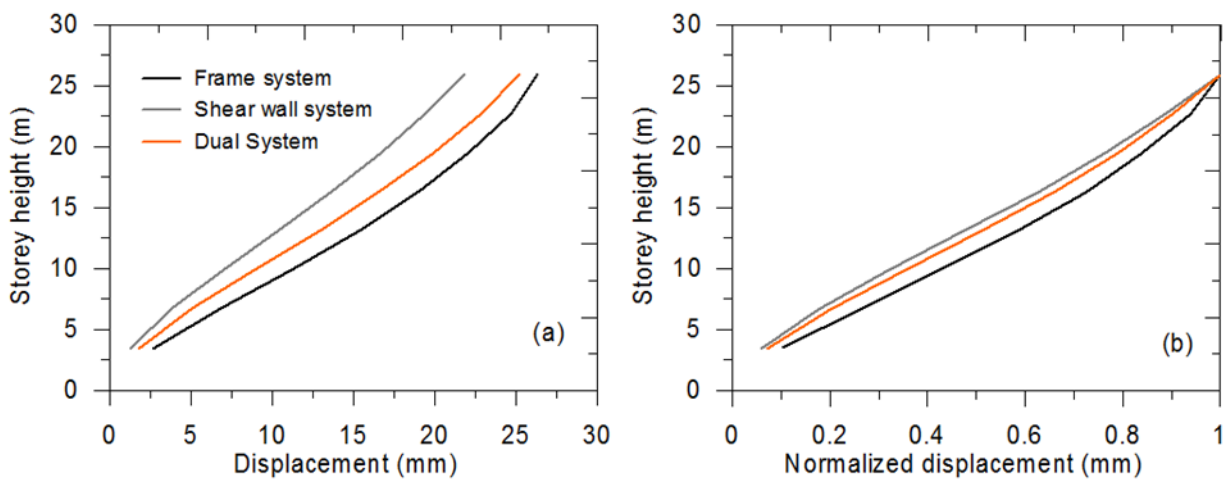 30
25
20
15
10
5
0
Storey height (m)
Frame system
Shear wall system
Dual System
(a)
0 5 10 15 20 25 30
Displacement (mm)
30
25
20
15
10
5
0
Storey height (m)
(b)
0 0.2 0.4 0.6 0.8 1
Normalized displacement (mm)